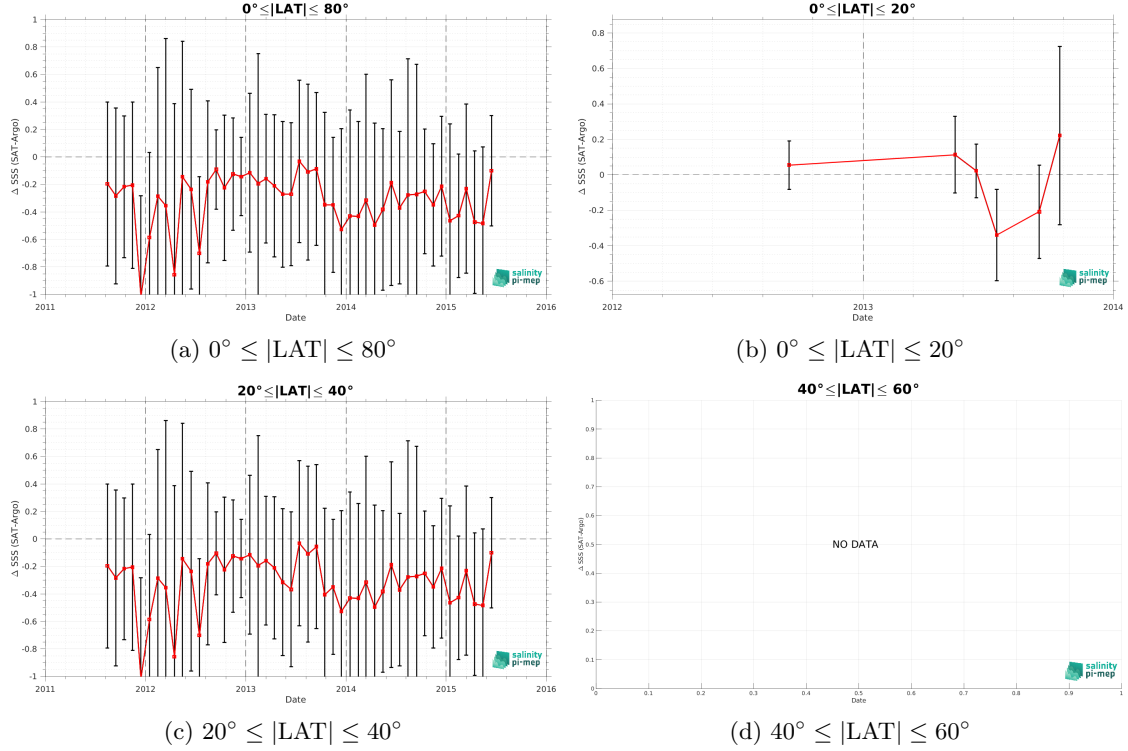 0°≤|LAT|≤ 80°
Δ SSS (SAT-Argo)
1
0.8
0.6
0.4
0.2
0
-0.2
-0.4
-0.6
-0.8
-1
salinity
pi-mep
2011 2012 2013 2014 2015 2016
Date
(a) 0° ≤ |LAT| ≤ 80°
0°≤|LAT|≤ 20°
Δ SSS (SAT-Argo)
0.8
0.6
0.4
0.2
0
-0.2
-0.4
-0.6
salinity
pi-mep
2012 2013 2014
Date
(b) 0° ≤ |LAT| ≤ 20°
20°≤|LAT|≤ 40°
Δ SSS (SAT-Argo)
1
0.8
0.6
0.4
0.2
0
-0.2
-0.4
-0.6
-0.8
-1
salinity
pi-mep
2011 2012 2013 2014 2015 2016
Date
(c) 20° ≤ |LAT| ≤ 40°
40°≤|LAT|≤ 60°
Δ SSS (SAT-Argo)
1
0.9
0.8
0.7
0.6
0.5
0.4
0.3
0.2
0.1
0
NO DATA
salinity
pi-mep
0 0.1 0.2 0.3 0.4 0.5 0.6 0.7 0.8 0.9 1
Date
(d) 40° ≤ |LAT| ≤ 60°